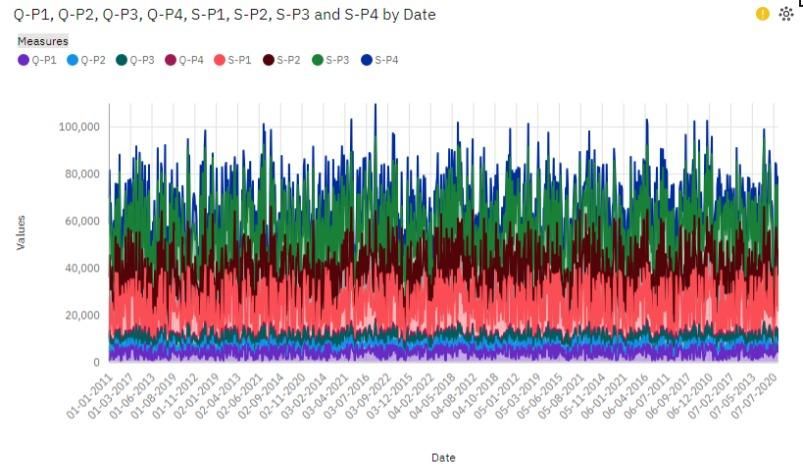 Q-P1, Q-P2, Q-P3, Q-P4, S-P1, S-P2, S-P3 and S-P4 by Date
Measures
Q-P1 Q-P2 Q-P3 Q-P4 S-P1 S-P2 S-P3 S-P4
100,000
80,000
60,000
40,000
20,000
0
Values
01-01-2011 01-03-2017 01-06-2013 01-08-2019 01-11-2012 02-01-2019 02-04-2013 02-06-2021 02-09-2011 02-11-2020 03-02-2014 03-04-2021 03-07-2016 03-09-2022 03-12-2015 04-02-2022 04-05-2018 04-08-2012 04-10-2018 05-01-2012 05-03-2019 05-06-2015 05-08-2021 05-11-2014 06-01-2021 06-04-2016 06-07-2011 06-09-2017 06-12-2010 07-02-2017 07-05-2013 07-07-2020
Date